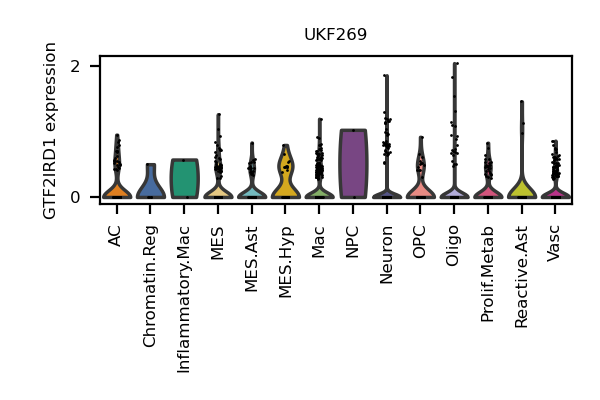 UKF269
GTF2IRD1 expression
2
0
AC
Chromatin.Reg
Inflammatory.Mac
MES
MES.Ast
MES.Hyp
Mac
NPC
Neuron
OPC
Oligo
Prolif.Metab
Reactive.Ast
Vasc